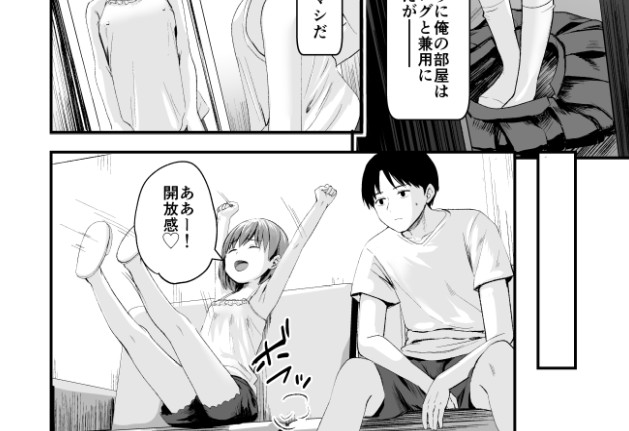 に俺の部屋は
グと兼用に
だが――
マシだ
ああー!
開放感♡
ボフッ